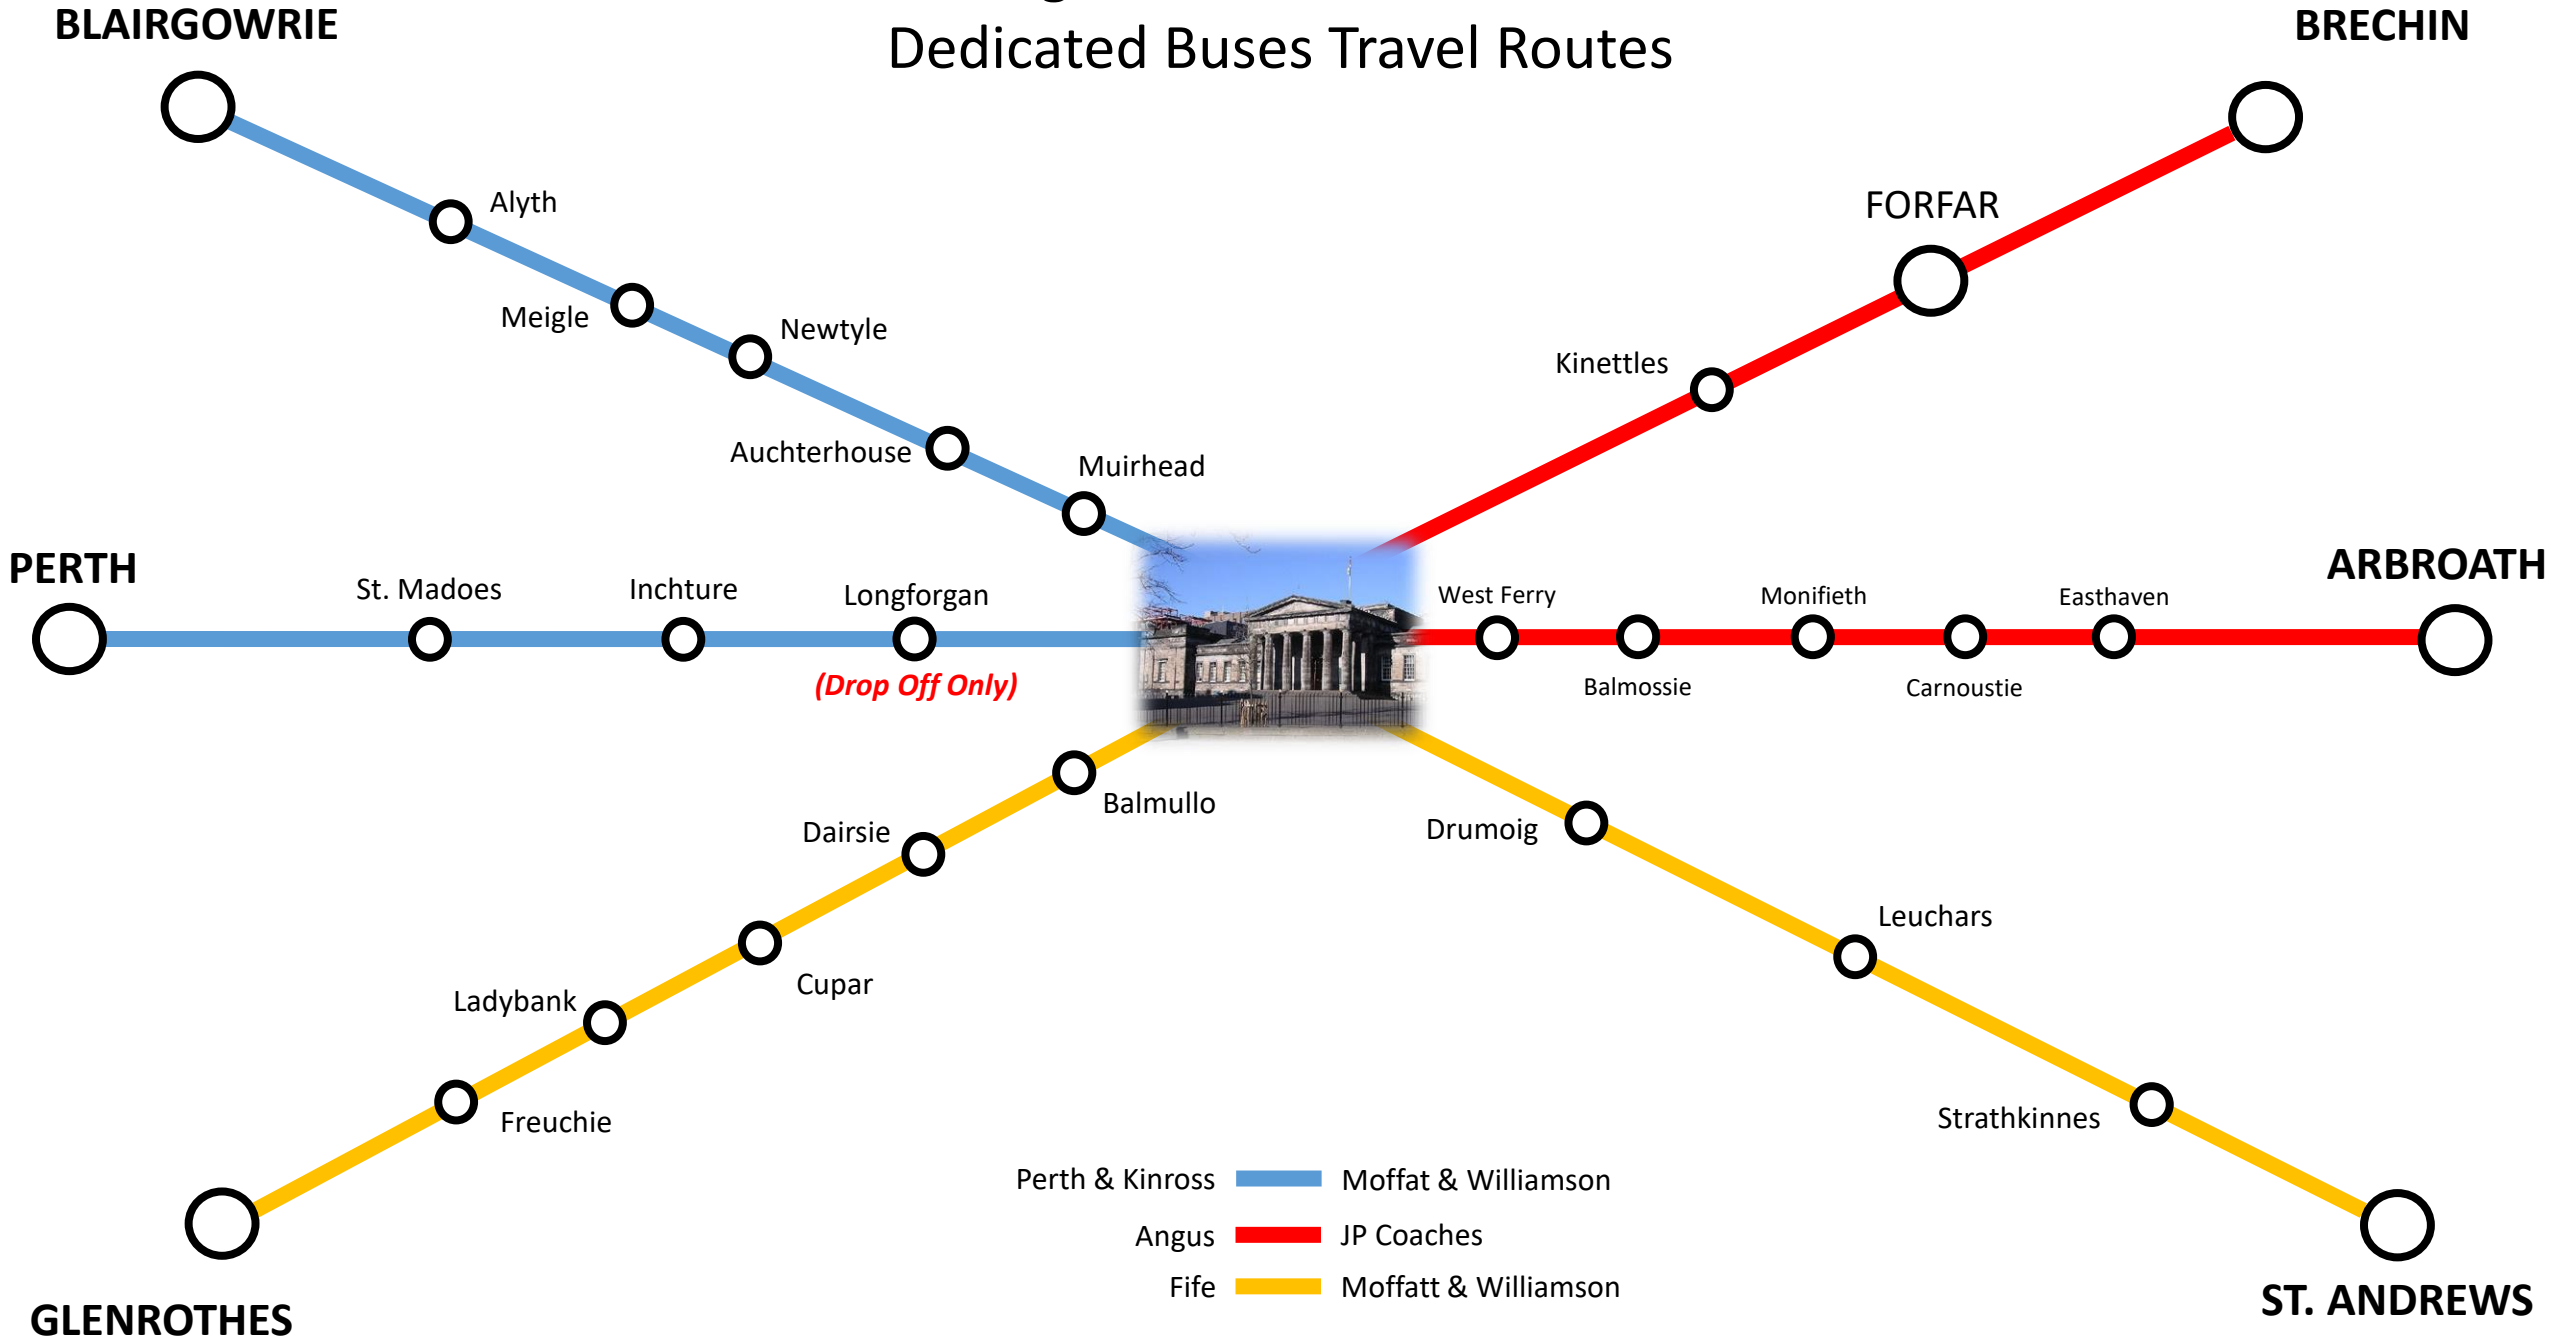 Dedicated Buses Travel Routes
BLAIRGOWRIE
BRECHIN
Alyth
FORFAR
Meigle
Newtyle
Kinettles
Auchterhouse
Muirhead
PERTH
ARBROATH
St. Madoes
Inchture
Longforgan
(Drop Off Only)
West Ferry
Monifieth
Easthaven
Balmossie
Carnoustie
Balmullo
Dairsie
Drumoig
Cupar
Leuchars
Ladybank
Freuchie
Strathkinnes
GLENROTHES
ST. ANDREWS
Perth & Kinross Moffat & Williamson
Angus JP Coaches
Fife Moffatt & Williamson